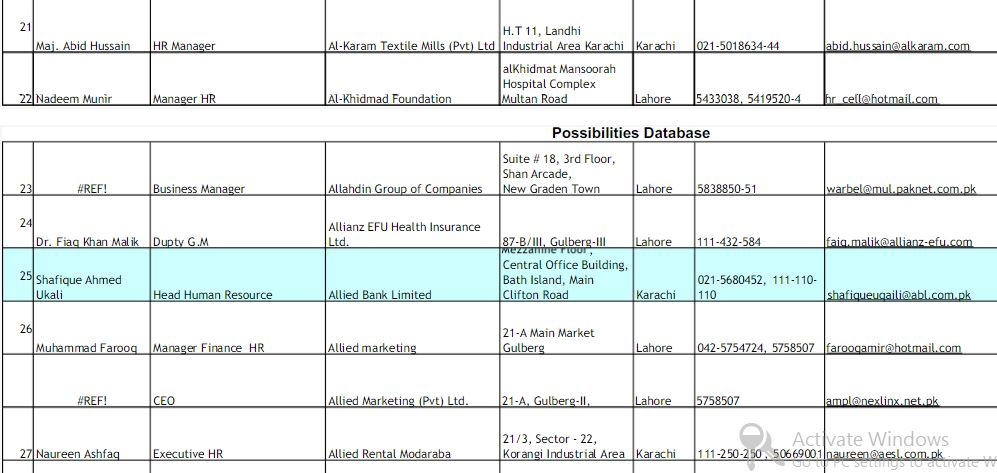 21 Maj. Abid Hussain HR Manager Al-Karam Textile Mills (Pvt) Ltd H.T 11, Landhi Industrial Area Karachi Karachi 021-5018634-44 abid.hussain@alkaram.com
22 Nadeem Munir Manager HR Al-Khidmad Foundation alKhidmat Mansoorah Hospital Complex Multan Road Lahore 5433038, 5419520-4 hr_cell@hotmail.com
Possibilities Database
23 #REF! Business Manager Allahdin Group of Companies Suite # 18, 3rd Floor, Shan Arcade, New Graden Town Lahore 5838850-51 warbel@mul.paknet.com.pk
24 Dr. Fiaq Khan Malik Dupty G.M Allianz EFU Health Insurance Ltd. 87-B/III, Gulberg-III Lahore 111-432-584 faiq.malik@allianz-efu.com
25 Shafique Ahmed Ukali Head Human Resource Allied Bank Limited Mezzanine Floor, Central Office Building, Bath Island, Main Clifton Road Karachi 021-5680452, 111-110-110 shafiqueuqaili@abl.com.pk
26 Muhammad Farooq Manager Finance HR Allied marketing 21-A Main Market Gulberg Lahore 042-5754724, 5758507 farooqamir@hotmail.com
#REF! CEO Allied Marketing (Pvt) Ltd. 21-A, Gulberg-II, Lahore 5758507 ampl@nexlinx.net.pk
27 Naureen Ashfaq Executive HR Allied Rental Modaraba 21/3, Sector - 22, Korangi Industrial Area Karachi 111-250-250, 50669001 naureen@aesl.com.pk
Activate Windows
Go to PC settings to activate W